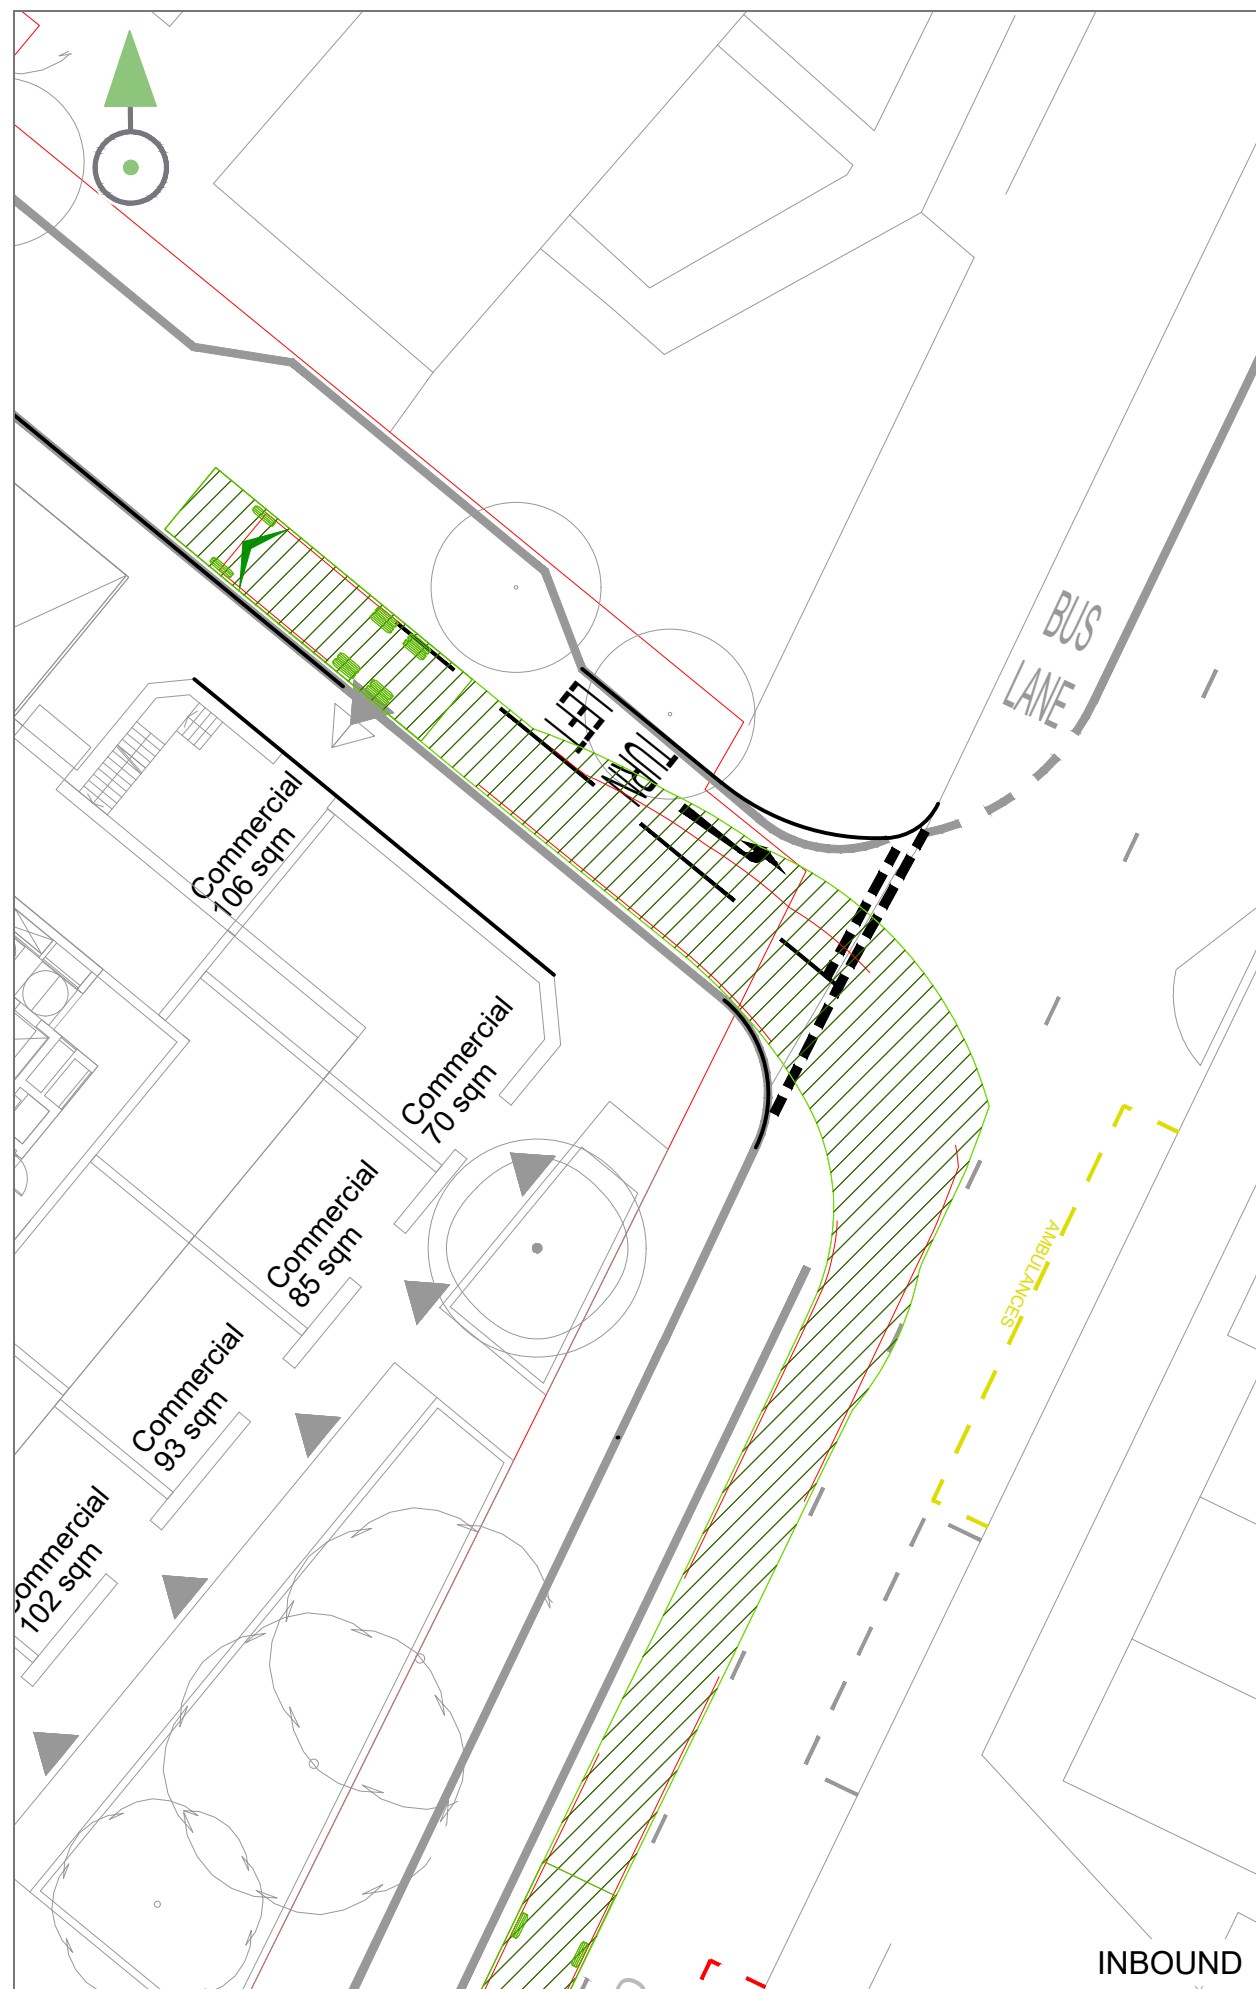 BUS
LANE
LEFT
TURN
Commercial
106 sqm
Commercial
70 sqm
Commercial
85 sqm
AMBULANCES
Commercial
93 sqm
ommercial
102 sqm
INBOUND